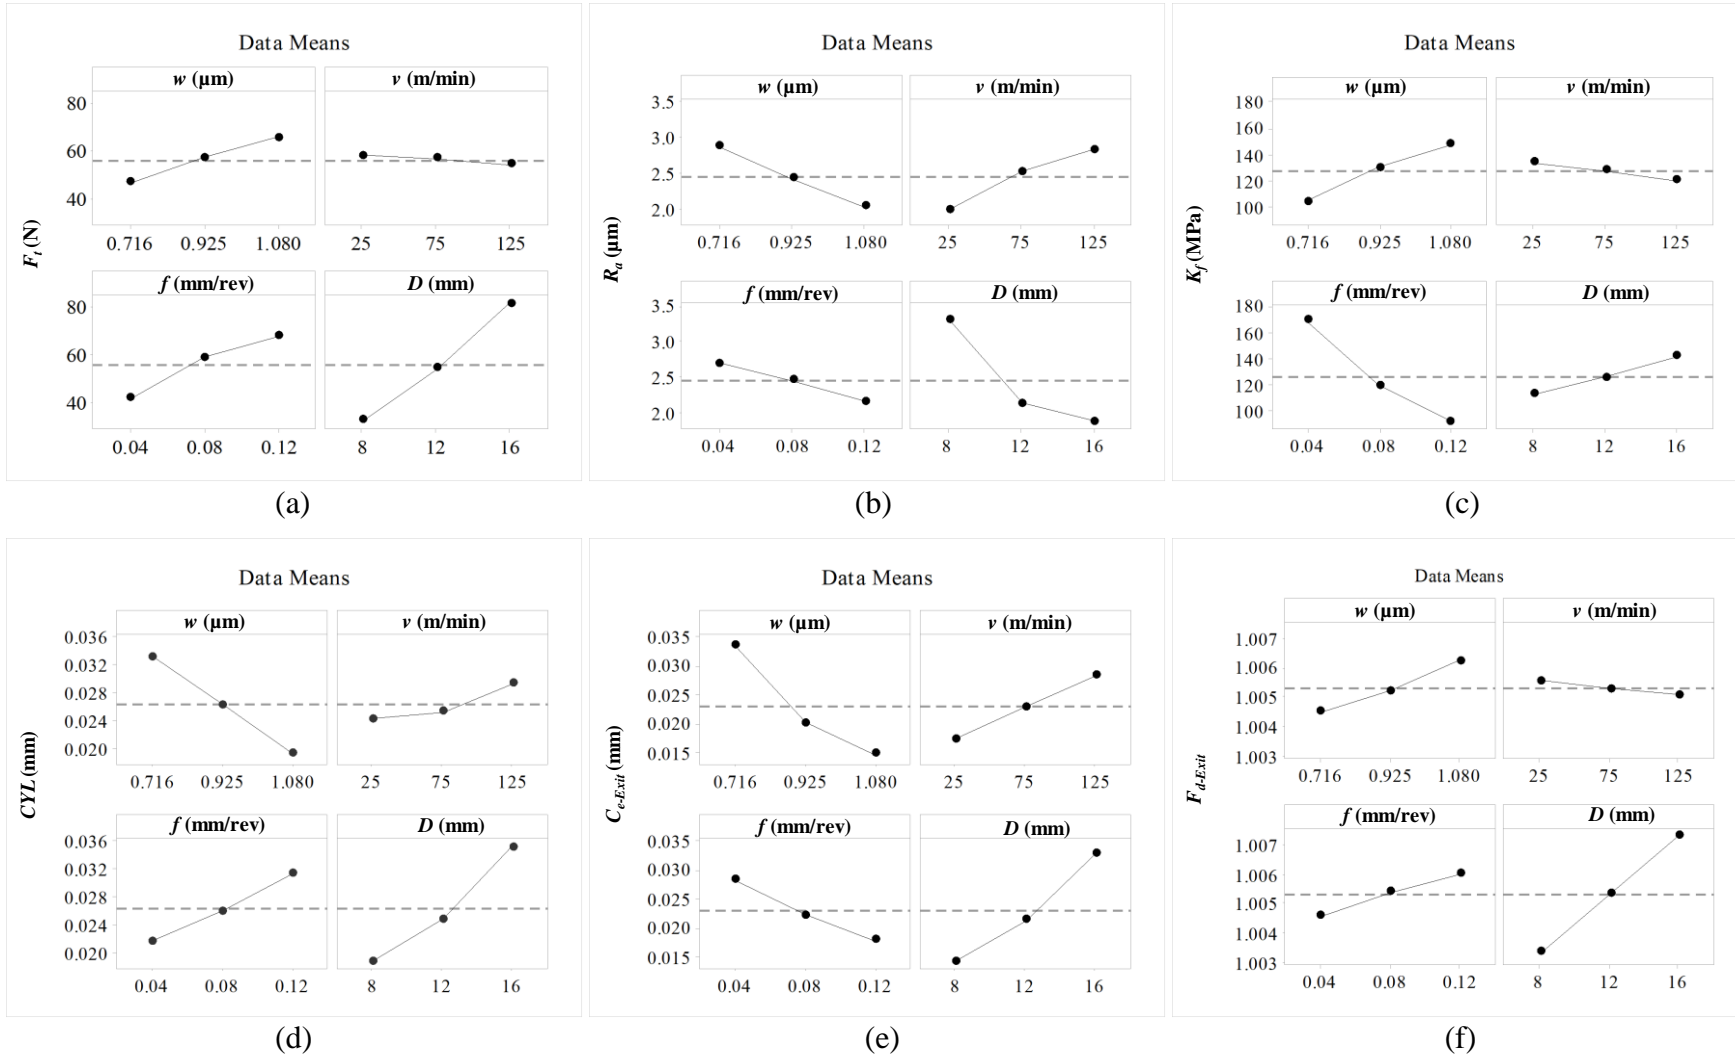 Data Means
w (µm)
v (m/min)
80
60
40
0.716 0.925 1.080
25 75 125
F_t (N)
f (mm/rev)
D (mm)
80
60
40
0.04 0.08 0.12
8 12 16
(a)
Data Means
w (µm)
v (m/min)
3.5
3.0
2.5
2.0
0.716 0.925 1.080
25 75 125
R_a (µm)
f (mm/rev)
D (mm)
3.5
3.0
2.5
2.0
0.04 0.08 0.12
8 12 16
(b)
Data Means
w (µm)
v (m/min)
180
160
140
120
100
0.716 0.925 1.080
25 75 125
K_f (MPa)
f (mm/rev)
D (mm)
180
160
140
120
100
0.04 0.08 0.12
8 12 16
(c)
Data Means
w (µm)
v (m/min)
0.036
0.032
0.028
0.024
0.020
0.716 0.925 1.080
25 75 125
CYL (mm)
f (mm/rev)
D (mm)
0.036
0.032
0.028
0.024
0.020
0.04 0.08 0.12
8 12 16
(d)
Data Means
w (µm)
v (m/min)
0.035
0.030
0.025
0.020
0.015
0.716 0.925 1.080
25 75 125
C_e-Exit (mm)
f (mm/rev)
D (mm)
0.035
0.030
0.025
0.020
0.015
0.04 0.08 0.12
8 12 16
(e)
Data Means
w (µm)
v (m/min)
1.007
1.006
1.005
1.004
1.003
0.716 0.925 1.080
25 75 125
F_d-Exit
f (mm/rev)
D (mm)
1.007
1.006
1.005
1.004
1.003
0.04 0.08 0.12
8 12 16
(f)